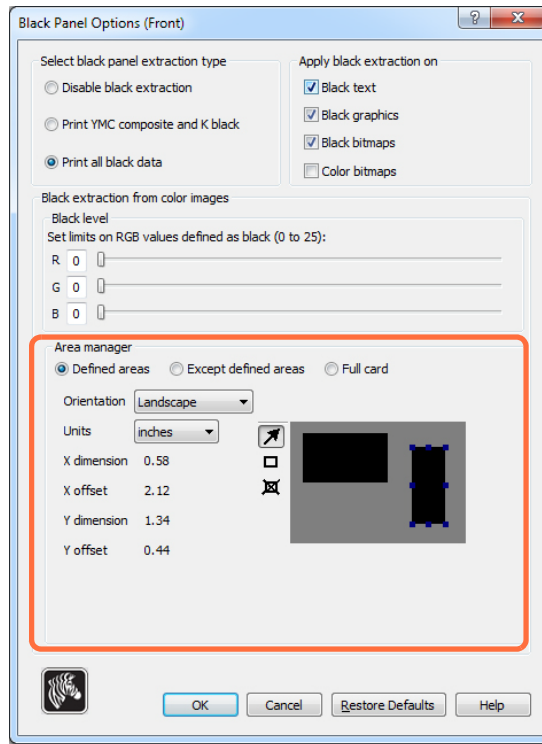 Black Panel Options (Front)
Select black panel extraction type
Disable black extraction
Print YMC composite and K black
Print all black data
Apply black extraction on
Black text
Black graphics
Black bitmaps
Color bitmaps
Black extraction from color images
Black level
Set limits on RGB values defined as black (0 to 25):
R 0
G 0
B 0
Area manager
Defined areas Except defined areas Full card
Orientation Landscape
Units inches
X dimension 0.58
X offset 2.12
Y dimension 1.34
Y offset 0.44
OK Cancel Restore Defaults Help